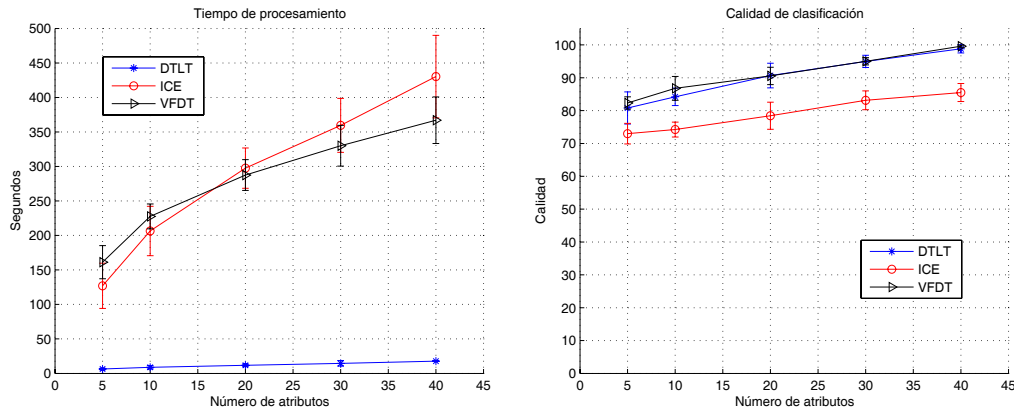 Tiempo de procesamiento
500
450
400
350
300
250
200
150
100
50
0
Segundos
DTLT
ICE
VFDT
0 5 10 15 20 25 30 35 40 45
Número de atributos
Calidad de clasificación
100
90
80
70
60
50
40
30
20
10
0
Calidad
DTLT
ICE
VFDT
0 5 10 15 20 25 30 35 40 45
Número de atributos